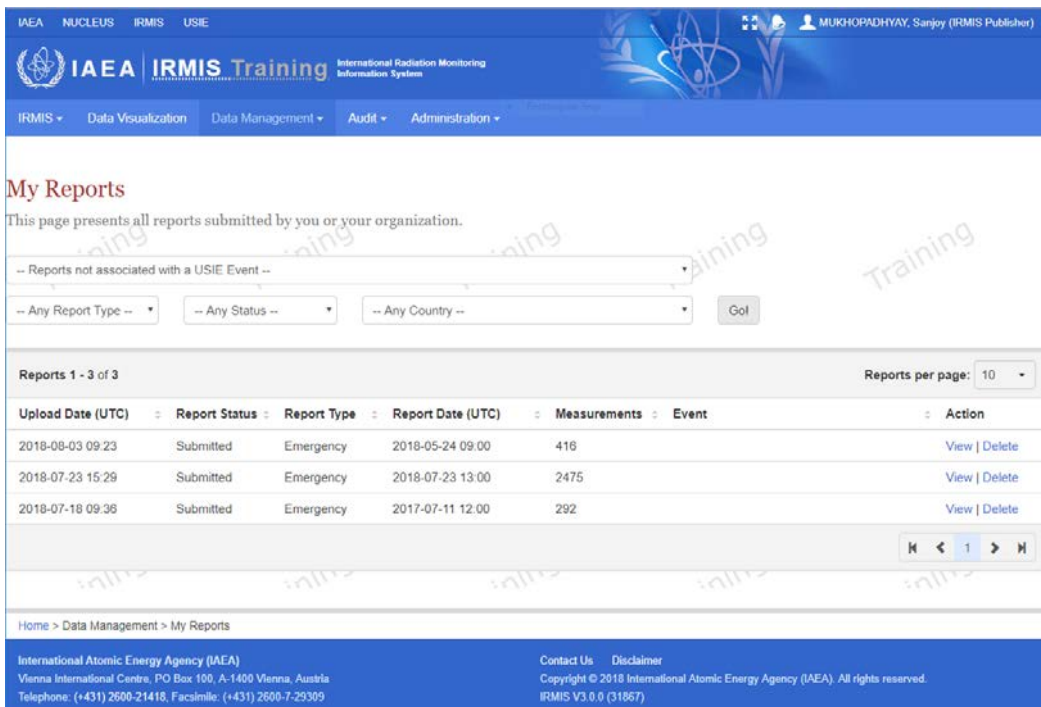 IAEA NUCLEUS IRMIS USIE MUKHOPADHYAY, Sanjoy (IRMIS Publisher)
IAEA IRMIS Training International Radiation Monitoring
Information System
IRMIS Data Visualization Data Management Audit Administration
My Reports
This page presents all reports submitted by you or your organization.
Training
-- Reports not associated with a USIE Event --
-- Any Report Type -- -- Any Status -- -- Any Country -- Go!
Reports 1 - 3 of 3 Reports per page: 10
Upload Date (UTC) Report Status Report Type Report Date (UTC) Measurements Event Action
2018-08-03 09:23 Submitted Emergency 2018-05-24 09:00 416 View | Delete
2018-07-23 15:29 Submitted Emergency 2018-07-23 13:00 2475 View | Delete
2018-07-18 09:36 Submitted Emergency 2017-07-11 12:00 292 View | Delete
1
Home > Data Management > My Reports
International Atomic Energy Agency (IAEA) Contact Us Disclaimer
Vienna International Centre, PO Box 100, A-1400 Vienna, Austria Copyright © 2018 International Atomic Energy Agency (IAEA). All rights reserved.
Telephone: (+431) 2600-21418, Facsimile: (+431) 2600-7-29309 IRMIS V3.0.0 (31867)